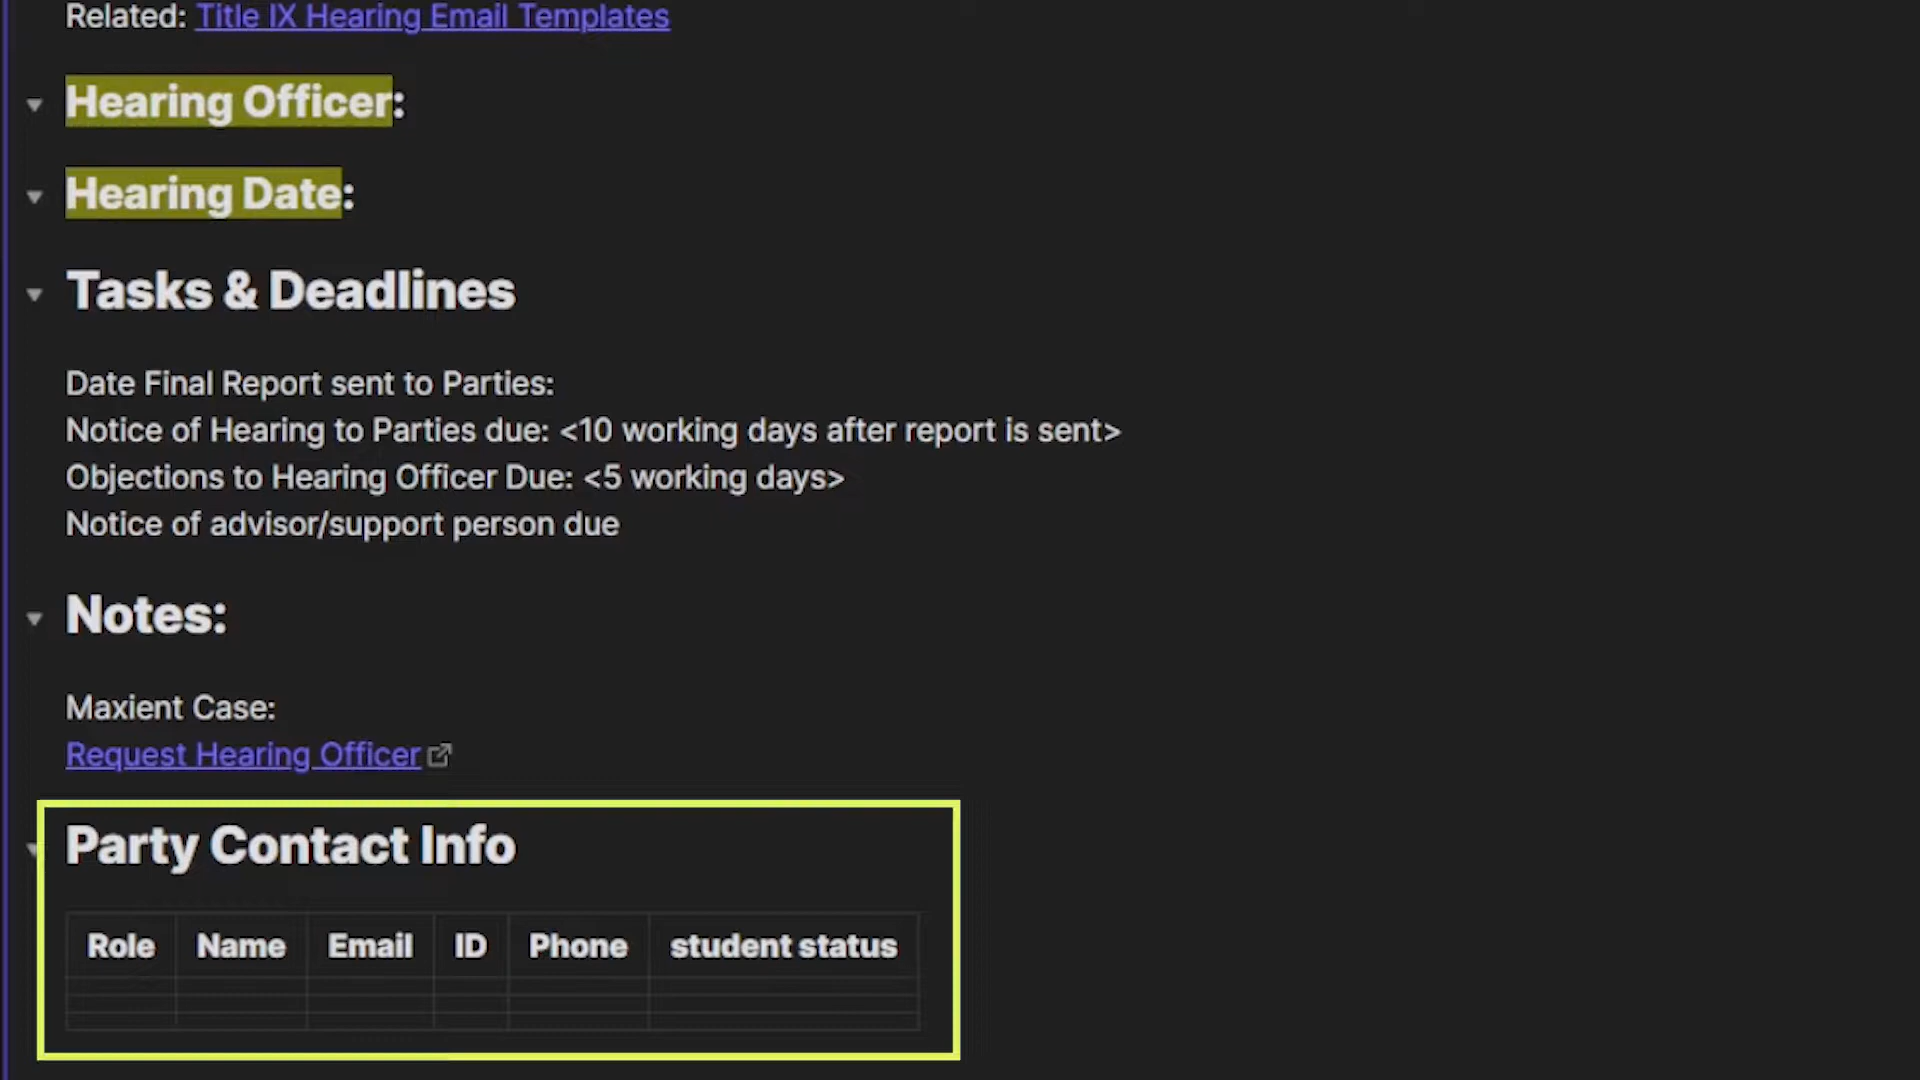 Related: Title IX Hearing Email Templates
Hearing Officer:
Hearing Date:
Tasks & Deadlines
Date Final Report sent to Parties:
Notice of Hearing to Parties due: <10 working days after report is sent>
Objections to Hearing Officer Due: <5 working days>
Notice of advisor/support person due
Notes:
Maxient Case:
Request Hearing Officer
Party Contact Info
Role Name Email ID Phone student status